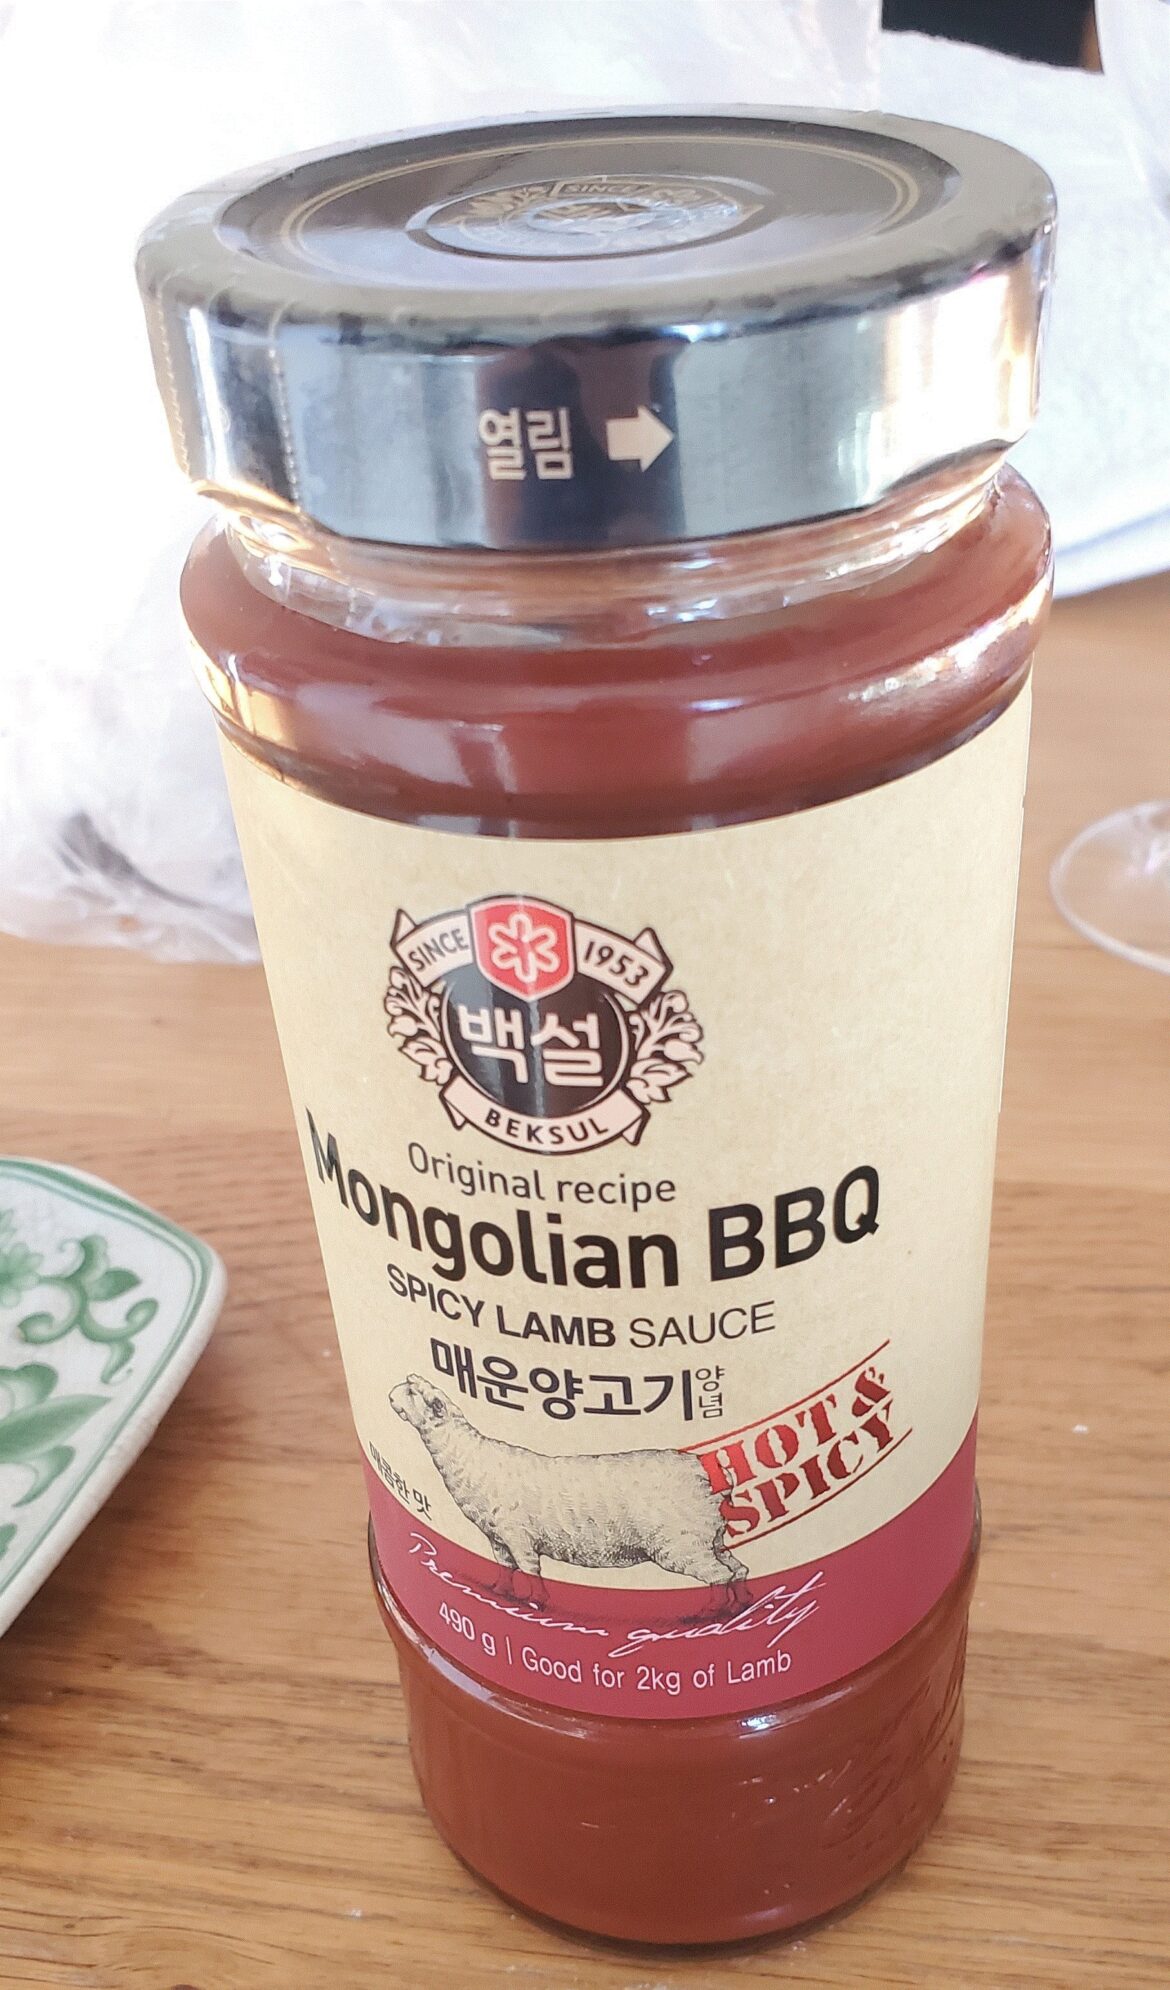 열림
SINCE 1953
백설
BEKSUL
Original recipe
Mongolian BBQ
SPICY LAMB SAUCE
매운양고기양념
HOT &
SPICY
매콤한 맛
Premium quality
490 g | Good for 2kg of Lamb